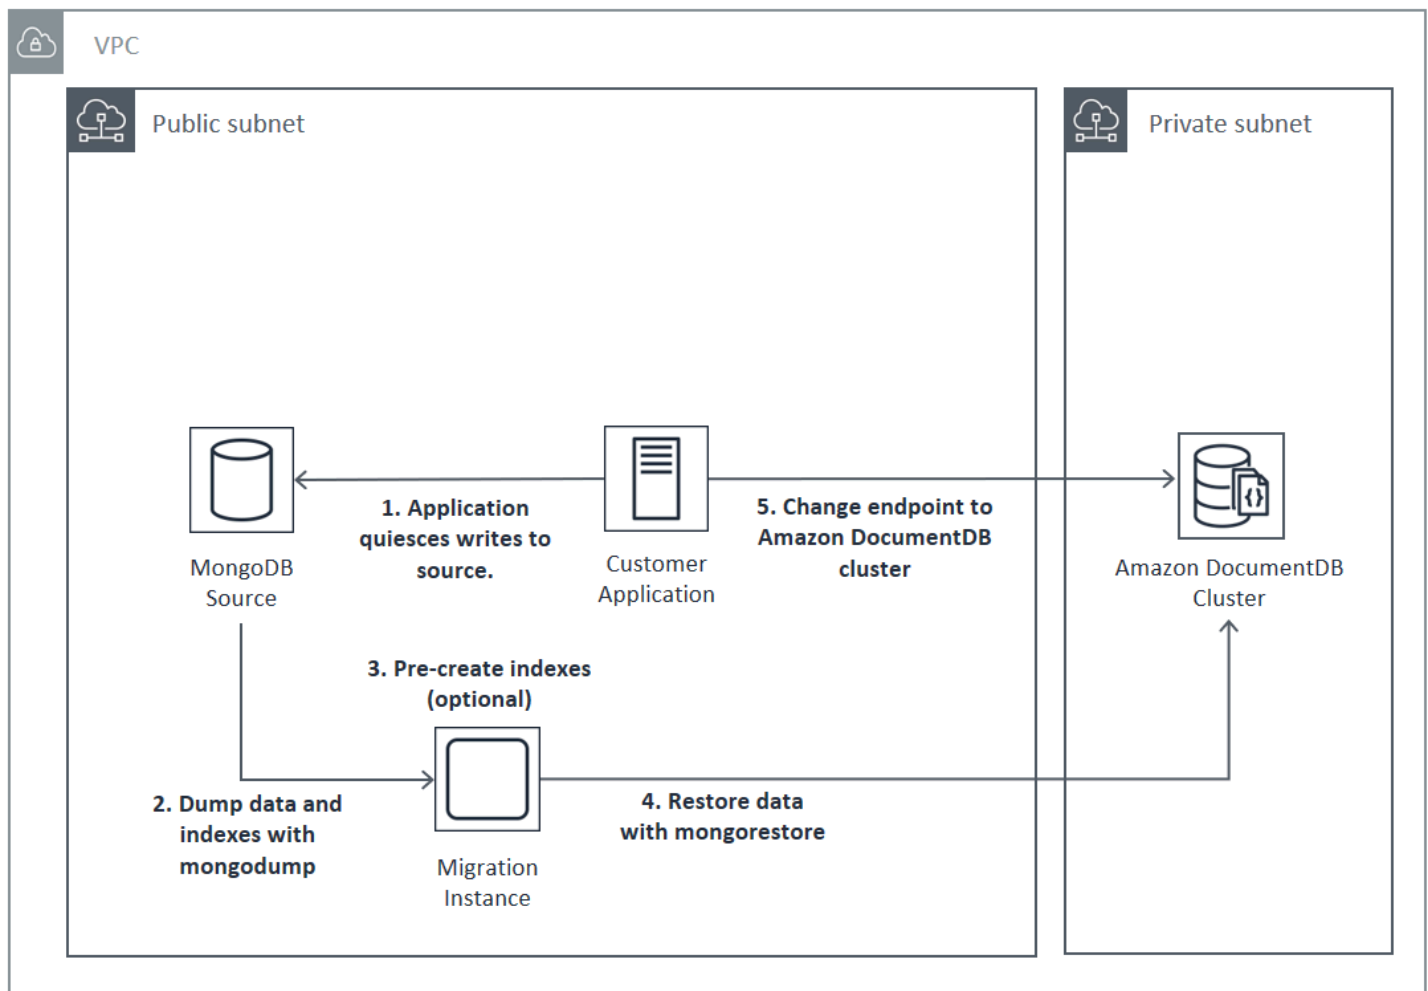 VPC
Public subnet
Private subnet
1. Application
quiesces writes to
source.
5. Change endpoint to
Amazon DocumentDB
cluster
MongoDB
Source
Customer
Application
Amazon DocumentDB
Cluster
3. Pre-create indexes
(optional)
2. Dump data and
indexes with
mongodump
4. Restore data
with mongorestore
Migration
Instance